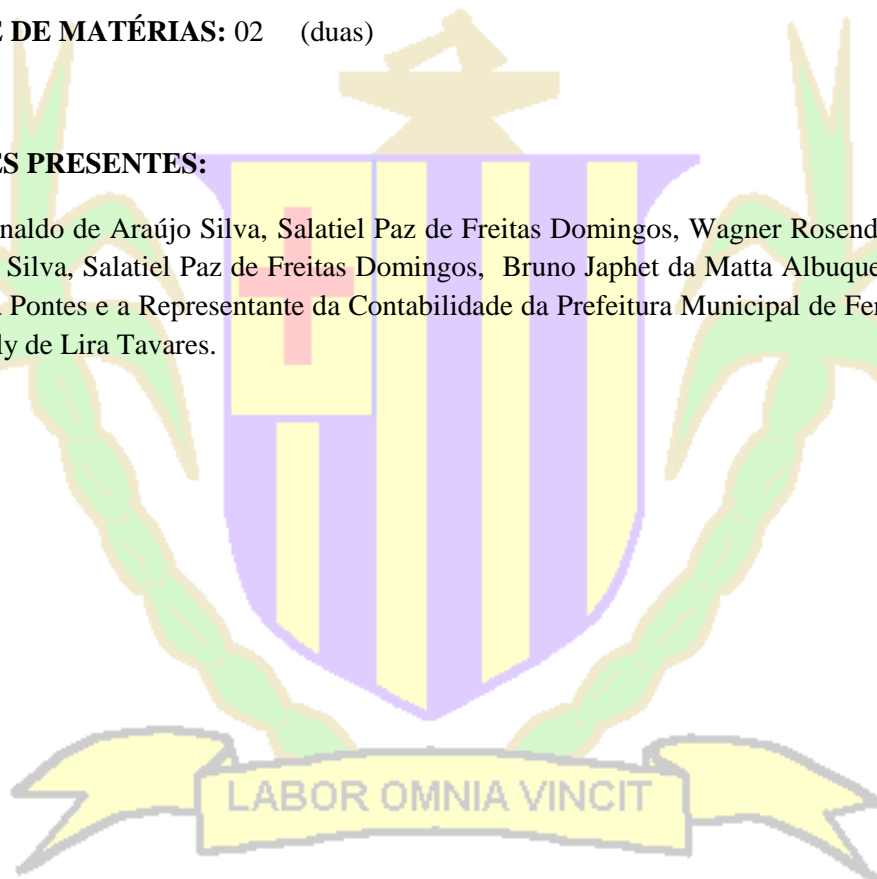 E DE MATÉRIAS: 02 (duas)
ES PRESENTES:
naldo de Araújo Silva, Salatiel Paz de Freitas Domingos, Wagner Rosend
Silva, Salatiel Paz de Freitas Domingos, Bruno Japhet da Matta Albuque
Pontes e a Representante da Contabilidade da Prefeitura Municipal de Fer
ly de Lira Tavares.
LABOR OMNIA VINCIT